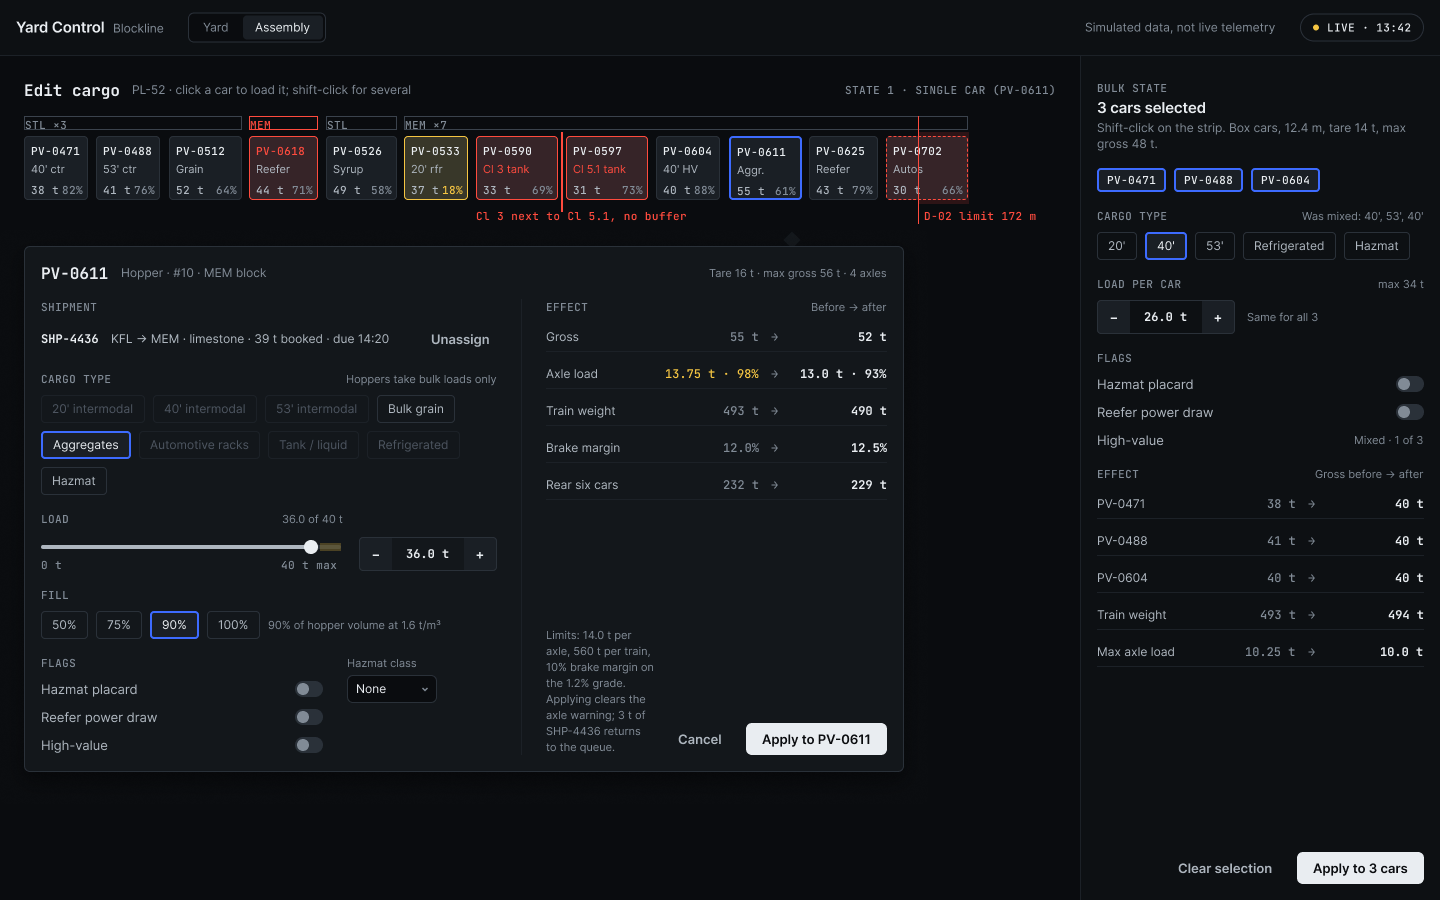 Yard Control Blockline Yard Assembly Simulated data, not live telemetry LIVE · 13:42
Edit cargo PL-52 · click a car to load it; shift-click for several STATE 1 · SINGLE CAR (PV-0611)
STL ×3 MEM STL MEM ×7
PV-0471 PV-0488 PV-0512 PV-0618 PV-0526 PV-0533 PV-0590 PV-0597 PV-0604 PV-0611 PV-0625 PV-0702
40' ctr 53' ctr Grain Reefer Syrup 20' rfr Cl 3 tank Cl 5.1 tank 40' HV Aggr. Reefer Autos
38 t 82% 41 t 76% 52 t 64% 44 t 71% 49 t 58% 37 t 18% 33 t 69% 31 t 73% 40 t 88% 55 t 61% 43 t 79% 30 t 66%
Cl 3 next to Cl 5.1, no buffer D-02 limit 172 m
PV-0611 Hopper · #10 · MEM block Tare 16 t · max gross 56 t · 4 axles
SHIPMENT
SHP-4436 KFL → MEM · limestone · 39 t booked · due 14:20 Unassign
CARGO TYPE Hoppers take bulk loads only
20' intermodal 40' intermodal 53' intermodal Bulk grain
Aggregates Automotive racks Tank / liquid Refrigerated
Hazmat
LOAD 36.0 of 40 t
− 36.0 t +
0 t 40 t max
FILL
50% 75% 90% 100% 90% of hopper volume at 1.6 t/m³
FLAGS Hazmat class
Hazmat placard None
Reefer power draw
High-value
EFFECT Before → after
Gross 55 t → 52 t
Axle load 13.75 t · 98% → 13.0 t · 93%
Train weight 493 t → 490 t
Brake margin 12.0% → 12.5%
Rear six cars 232 t → 229 t
Limits: 14.0 t per
axle, 560 t per train,
10% brake margin on
the 1.2% grade.
Applying clears the
axle warning; 3 t of
SHP-4436 returns
to the queue.
Cancel Apply to PV-0611
BULK STATE
3 cars selected
Shift-click on the strip. Box cars, 12.4 m, tare 14 t, max
gross 48 t.
PV-0471 PV-0488 PV-0604
CARGO TYPE Was mixed: 40', 53', 40'
20' 40' 53' Refrigerated Hazmat
LOAD PER CAR max 34 t
− 26.0 t + Same for all 3
FLAGS
Hazmat placard
Reefer power draw
High-value Mixed · 1 of 3
EFFECT Gross before → after
PV-0471 38 t → 40 t
PV-0488 41 t → 40 t
PV-0604 40 t → 40 t
Train weight 493 t → 494 t
Max axle load 10.25 t → 10.0 t
Clear selection Apply to 3 cars